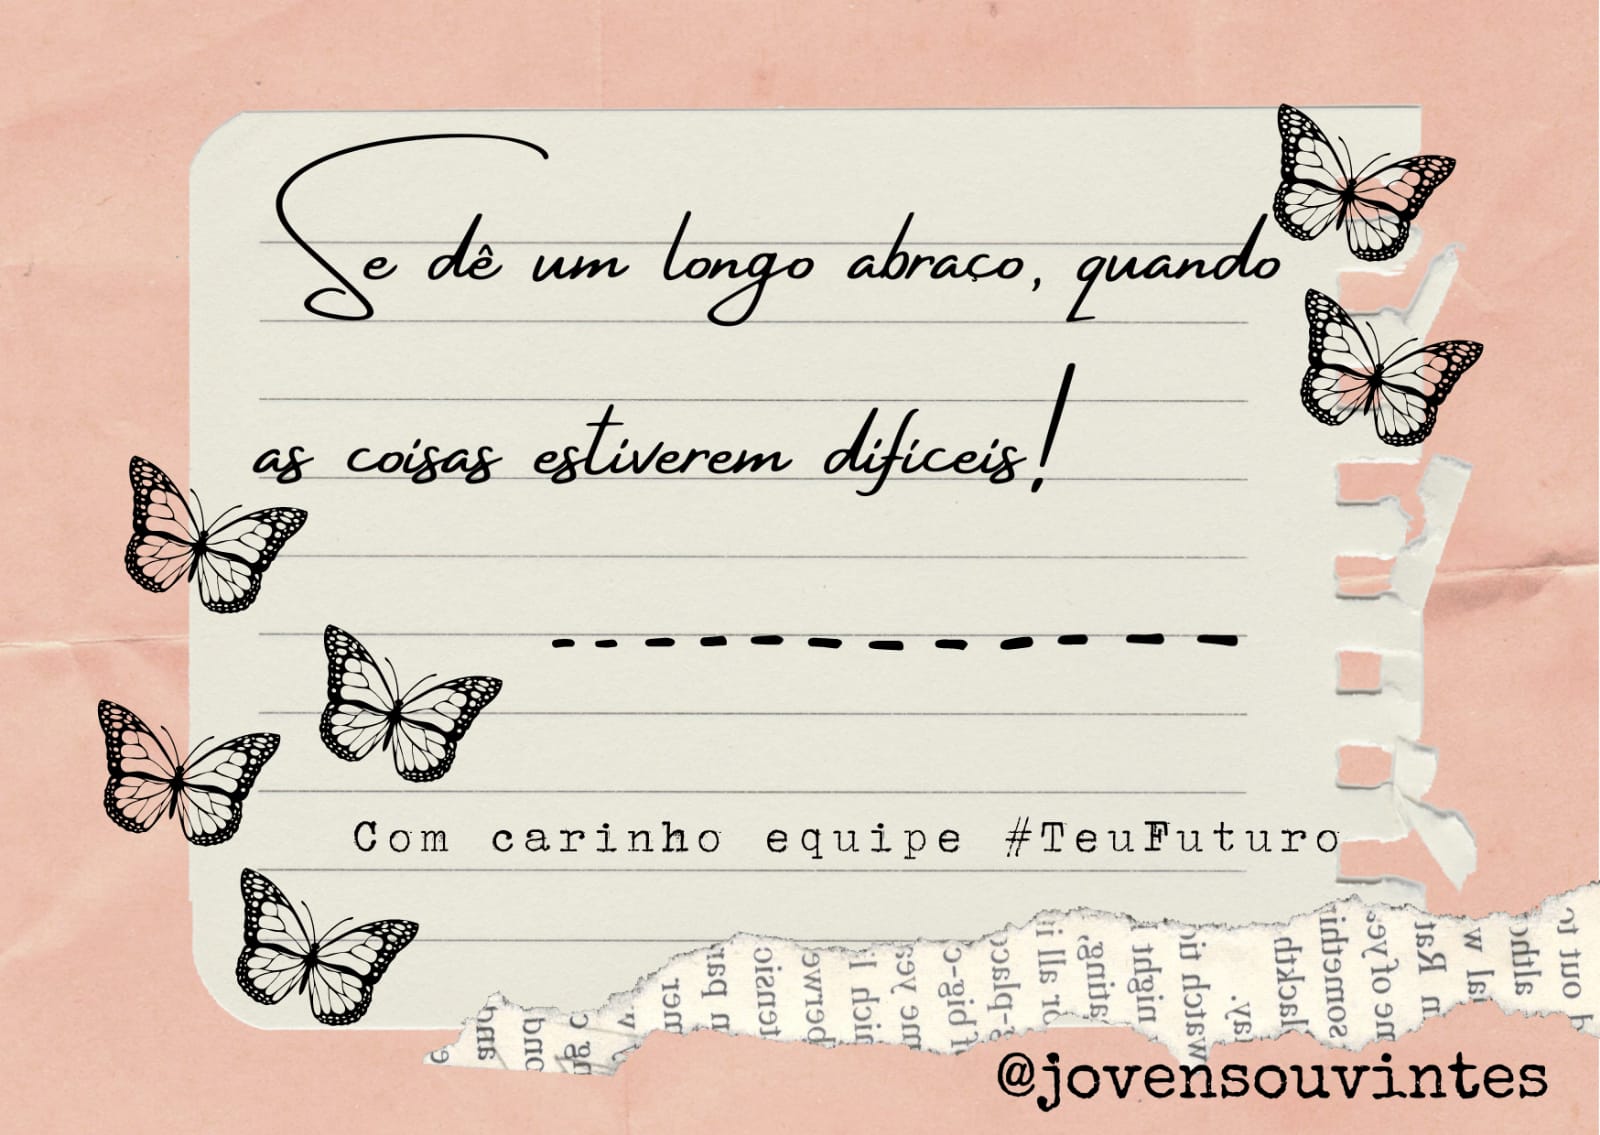 Se dê um longo abraço, quando
as coisas estiverem difíceis!
Com carinho equipe #TeuFuturo
@jovensouvintes